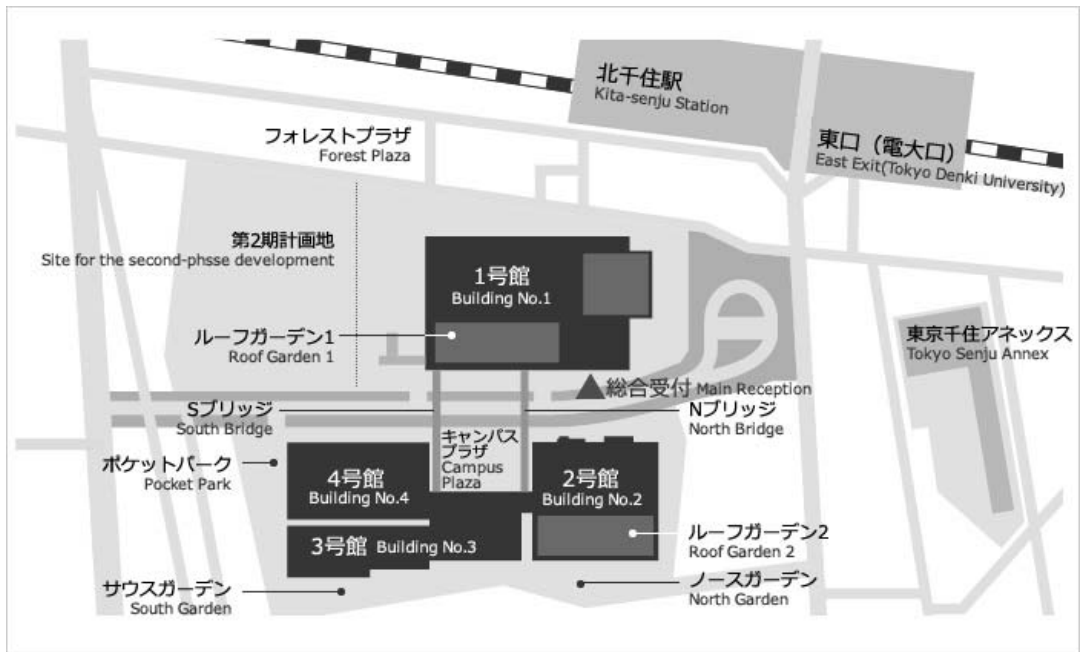 北千住駅
Kita-senju Station
東口（電大口）
East Exit(Tokyo Denki University)
フォレストプラザ
Forest Plaza
第2期計画地
Site for the second-phsse development
1号館
Building No.1
ルーフガーデン1
Roof Garden 1
東京千住アネックス
Tokyo Senju Annex
総合受付 Main Reception
Sブリッジ
South Bridge
Nブリッジ
North Bridge
キャンパス
プラザ
Campus
Plaza
ポケットパーク
Pocket Park
4号館
Building No.4
2号館
Building No.2
3号館 Building No.3
ルーフガーデン2
Roof Garden 2
サウスガーデン
South Garden
ノースガーデン
North Garden